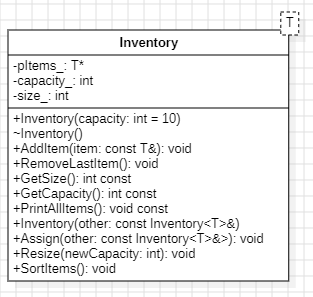 T
Inventory
-pItems_: T*
-capacity_: int
-size_: int
+Inventory(capacity: int = 10)
~Inventory()
+AddItem(item: const T&): void
+RemoveLastItem(): void
+GetSize(): int const
+GetCapacity(): int const
+PrintAllItems(): void const
+Inventory(other: const Inventory<T>&)
+Assign(other: const Inventory<T>&>): void
+Resize(newCapacity: int): void
+SortItems(): void